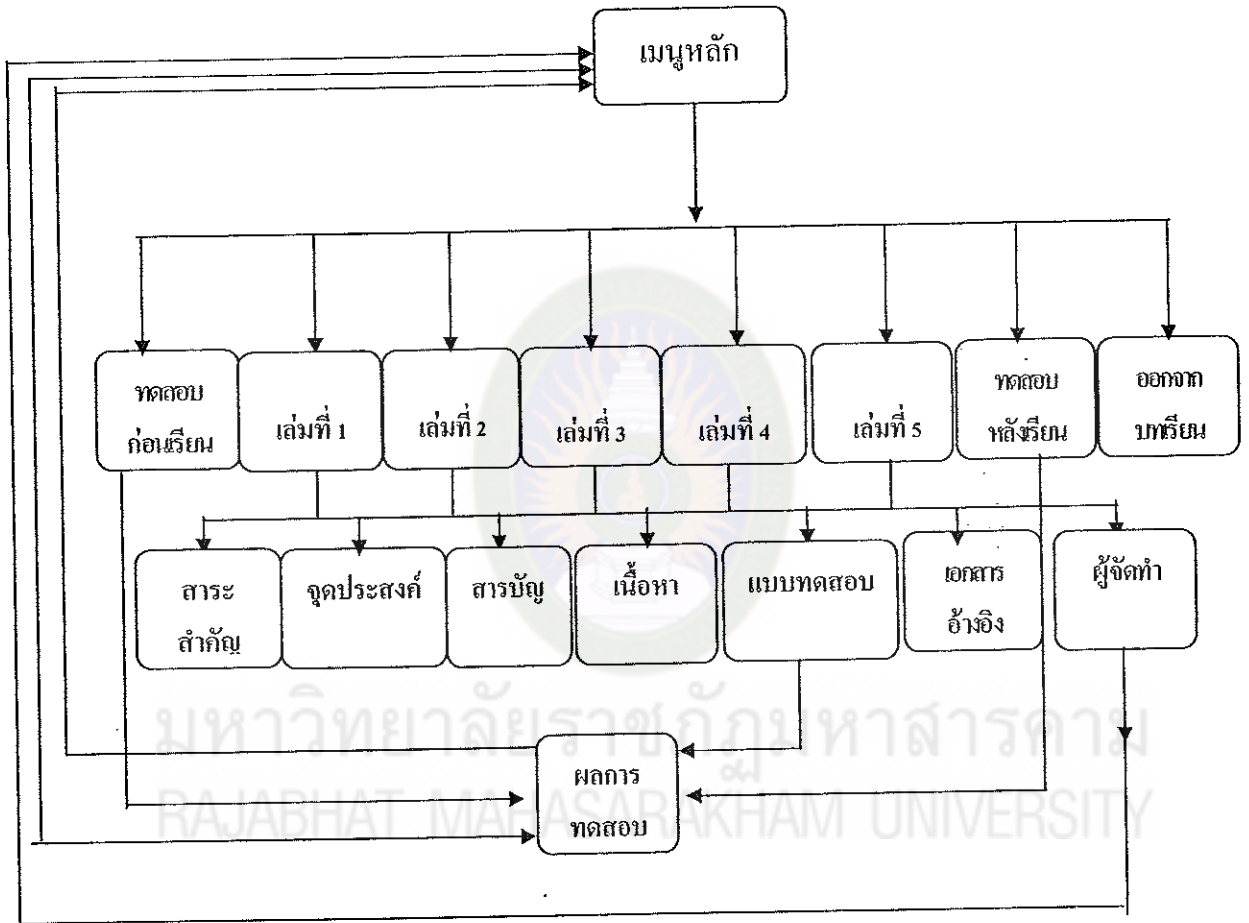 เมนูหลัก
ทดสอบ
ก่อนเรียน
เล่มที่ 1
เล่มที่ 2
เล่มที่ 3
เล่มที่ 4
เล่มที่ 5
ทดสอบ
หลังเรียน
ออกจาก
บทเรียน
สาระ
สำคัญ
จุดประสงค์
สารบัญ
เนื้อหา
แบบทดสอบ
เอกสาร
อ้างอิง
ผู้จัดทำ
ผลการ
ทดสอบ
มหาวิทยาลัยราชภัฏมหาสารคาม
RAJABHAT MAHASARAKHAM UNIVERSITY